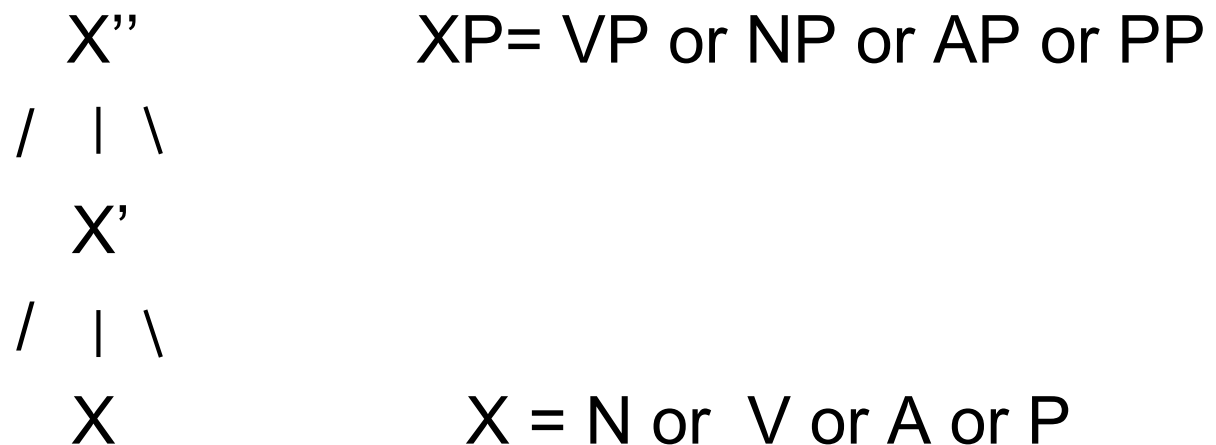 X’’ XP= VP or NP or AP or PP
/ | \
X’
/ | \
X X = N or V or A or P